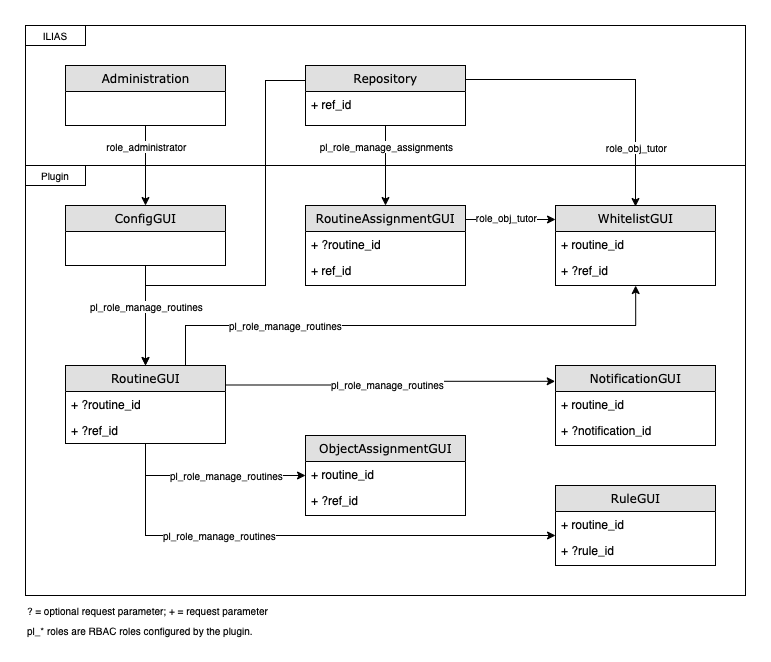 ILIAS
Administration
Repository
+ ref_id
role_administrator
pl_role_manage_assignments
role_obj_tutor
Plugin
ConfigGUI
RoutineAssignmentGUI
+ ?routine_id
+ ref_id
role_obj_tutor
WhitelistGUI
+ routine_id
+ ?ref_id
pl_role_manage_routines
pl_role_manage_routines
RoutineGUI
+ ?routine_id
+ ?ref_id
pl_role_manage_routines
NotificationGUI
+ routine_id
+ ?notification_id
ObjectAssignmentGUI
+ routine_id
+ ?ref_id
pl_role_manage_routines
RuleGUI
+ routine_id
+ ?rule_id
pl_role_manage_routines
? = optional request parameter; + = request parameter
pl_* roles are RBAC roles configured by the plugin.